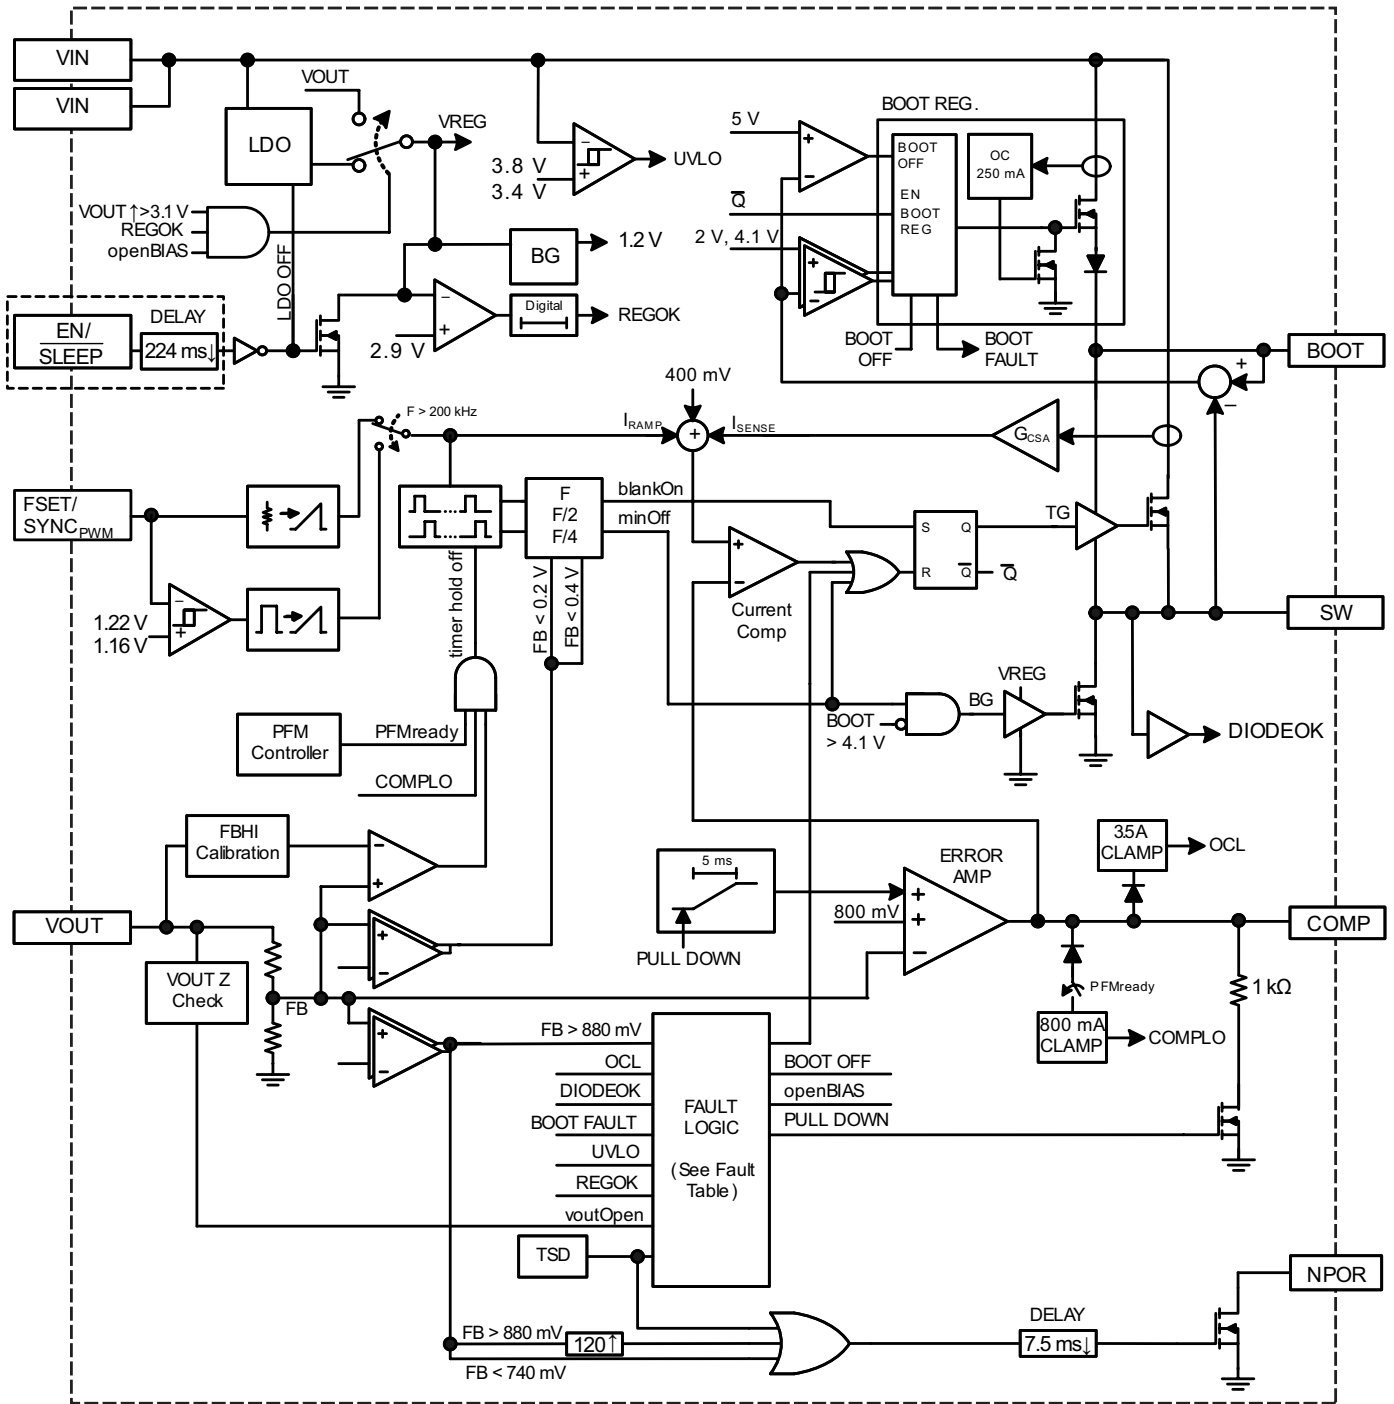 VIN
VIN
LDO
VOUT
VREG
VOUT ↑>3.1 V
REGOK
openBIAS
LDO OFF
3.8 V
3.4 V
UVLO
5 V
Q̅
2 V, 4.1 V
BOOT REG.
BOOT
OFF
EN
BOOT
REG
OC
250 mA
BOOT
OFF
BOOT
FAULT
BG
1.2 V
2.9 V
Digital
REGOK
EN/
SLEEP
DELAY
224 ms↓
BOOT
+
−
400 mV
F > 200 kHz
I_RAMP
+
I_SENSE
G_CSA
FSET/
SYNC_PWM
1.22 V
1.16 V
−
+
timer hold off
F
F/2
F/4
FB < 0.2 V
FB < 0.4 V
blankOn
minOff
Current
Comp
S
Q
R
Q̅
Q̅
TG
SW
PFM
Controller
PFMready
COMPLO
BOOT
> 4.1 V
BG
VREG
DIODEOK
FBHI
Calibration
5 ms
PULL DOWN
ERROR
AMP
800 mV
+
+
−
3.5A
CLAMP
OCL
VOUT
COMP
VOUT Z
Check
FB
PFMready
1 kΩ
800 mA
CLAMP
COMPLO
FB > 880 mV
OCL
DIODEOK
BOOT FAULT
UVLO
REGOK
voutOpen
TSD
FAULT
LOGIC
(See Fault
Table)
BOOT OFF
openBIAS
PULL DOWN
FB > 880 mV
120↑
FB < 740 mV
DELAY
7.5 ms↓
NPOR